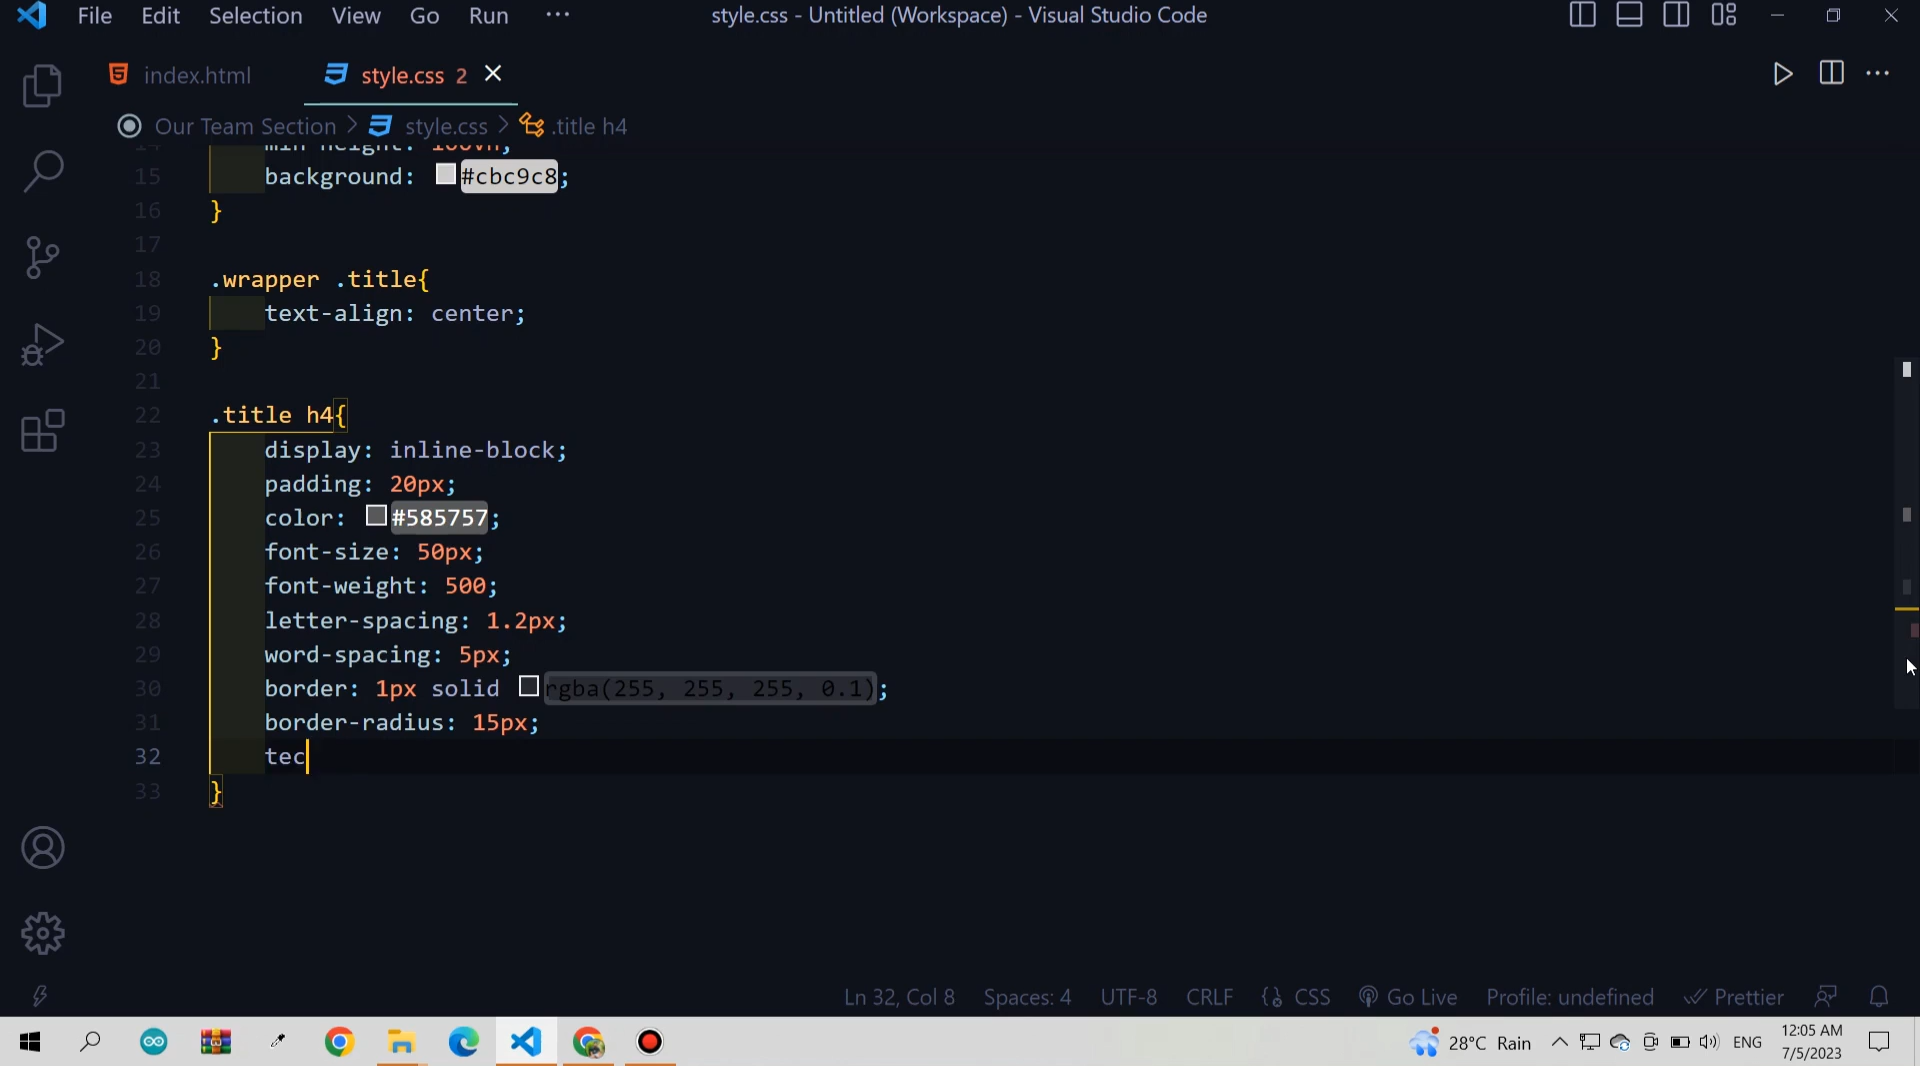 File Edit Selection View Go Run ··· style.css - Untitled (Workspace) - Visual Studio Code
index.html style.css 2
Our Team Section > style.css > .title h4
14 min-height: 100vh;
15 background: #cbc9c8;
16 }
17
18 .wrapper .title{
19 text-align: center;
20 }
21
22 .title h4{
23 display: inline-block;
24 padding: 20px;
25 color: #585757;
26 font-size: 50px;
27 font-weight: 500;
28 letter-spacing: 1.2px;
29 word-spacing: 5px;
30 border: 1px solid rgba(255, 255, 255, 0.1);
31 border-radius: 15px;
32 tec
33 }
Ln 32, Col 8 Spaces: 4 UTF-8 CRLF CSS Go Live Profile: undefined Prettier
28°C Rain ENG 12:05 AM
7/5/2023